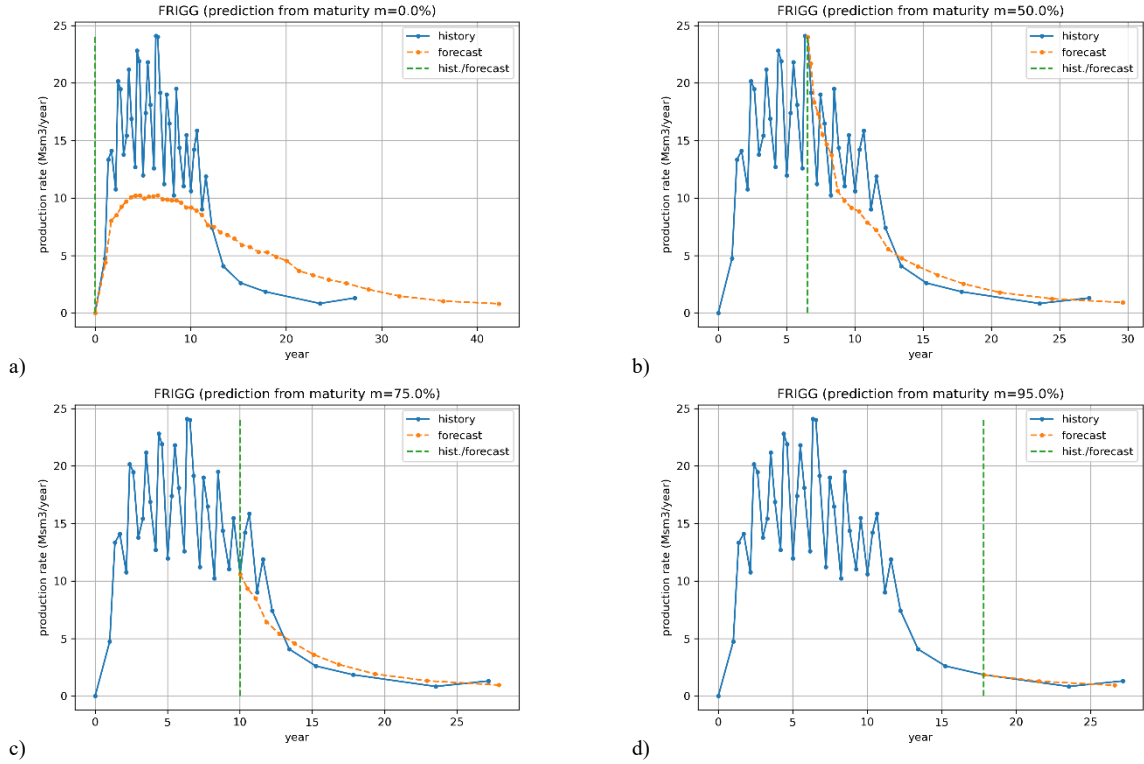 FRIGG (prediction from maturity m=0.0%)
25
20
15
10
5
0
production rate (Msm3/year)
history
forecast
hist./forecast
0
10
20
30
40
year
a)
FRIGG (prediction from maturity m=50.0%)
25
20
15
10
5
0
production rate (Msm3/year)
history
forecast
hist./forecast
0
5
10
15
20
25
30
year
b)
FRIGG (prediction from maturity m=75.0%)
25
20
15
10
5
0
production rate (Msm3/year)
history
forecast
hist./forecast
0
5
10
15
20
25
year
c)
FRIGG (prediction from maturity m=95.0%)
25
20
15
10
5
0
production rate (Msm3/year)
history
forecast
hist./forecast
0
5
10
15
20
25
year
d)